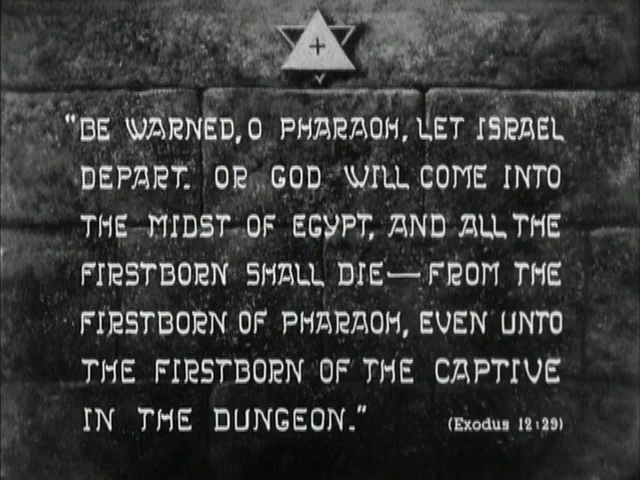 "BE WARNED, O PHARAOH, LET ISRAEL
DEPART. OR GOD WILL COME INTO
THE MIDST OF EGYPT, AND ALL THE
FIRSTBORN SHALL DIE—FROM THE
FIRSTBORN OF PHARAOH, EVEN UNTO
THE FIRSTBORN OF THE CAPTIVE
IN THE DUNGEON."
(Exodus 12:29)